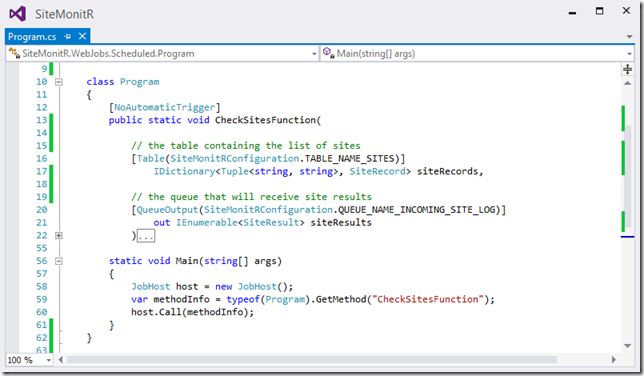 SiteMonitR
Program.cs
SiteMonitR.WebJobs.Scheduled.Program
Main(string[] args)
9
10 class Program
11 {
12 [NoAutomaticTrigger]
13 public static void CheckSitesFunction(
14
15 // the table containing the list of sites
16 [Table(SiteMonitRConfiguration.TABLE_NAME_SITES)]
17 IDictionary<Tuple<string, string>, SiteRecord> siteRecords,
18
19 // the queue that will receive site results
20 [QueueOutput(SiteMonitRConfiguration.QUEUE_NAME_INCOMING_SITE_LOG)]
21 out IEnumerable<SiteResult> siteResults
22 )...
55
56 static void Main(string[] args)
57 {
58 JobHost host = new JobHost();
59 var methodInfo = typeof(Program).GetMethod("CheckSitesFunction");
60 host.Call(methodInfo);
61 }
62 }
63
100 %